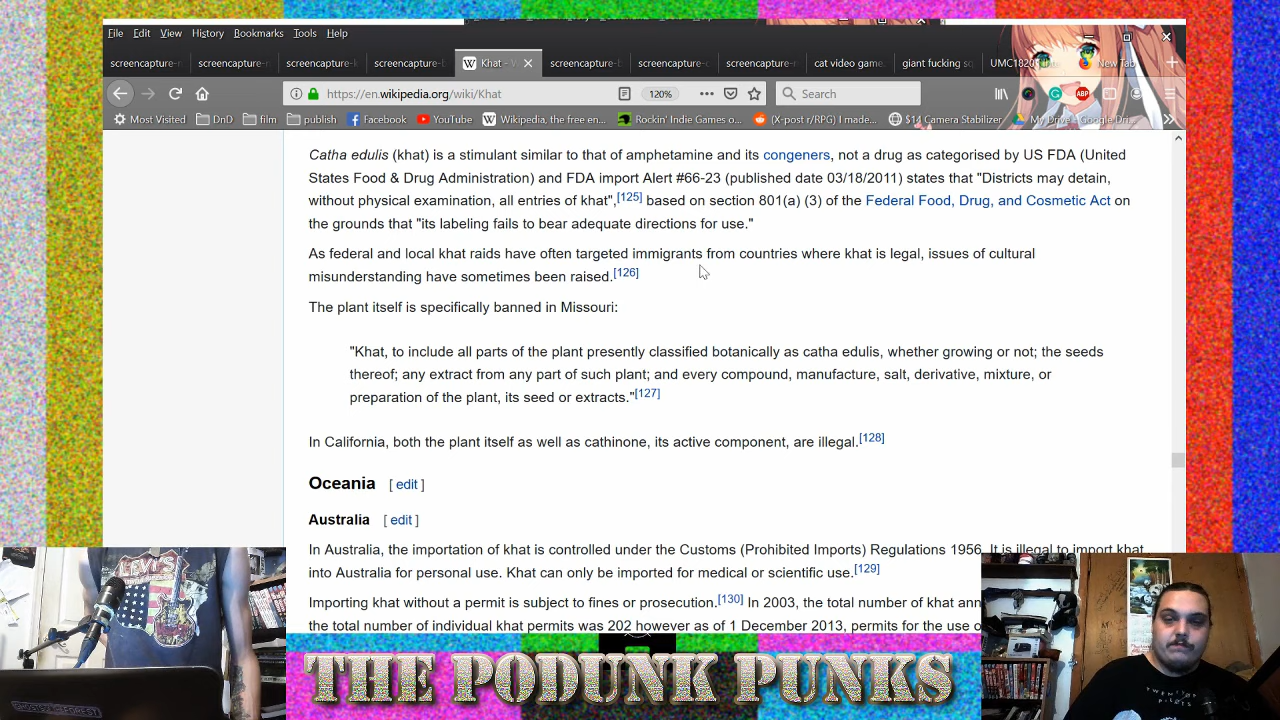 File Edit View History Bookmarks Tools Help
screencapture-r screencapture-r screencapture-k screencapture-b Khat - screencapture-b screencapture-c screencapture-n cat video game. giant fucking sq UMC1820 New Tab
https://en.wikipedia.org/wiki/Khat 120% Search
Most Visited DnD film publish Facebook YouTube Wikipedia, the free en... Rockin' Indie Games o... (X-post r/RPG) I made... $14 Camera Stabilizer My Drive - Google Dri...
Catha edulis (khat) is a stimulant similar to that of amphetamine and its congeners, not a drug as categorised by US FDA (United
States Food & Drug Administration) and FDA import Alert #66-23 (published date 03/18/2011) states that "Districts may detain,
without physical examination, all entries of khat",[125] based on section 801(a) (3) of the Federal Food, Drug, and Cosmetic Act on
the grounds that "its labeling fails to bear adequate directions for use."
As federal and local khat raids have often targeted immigrants from countries where khat is legal, issues of cultural
misunderstanding have sometimes been raised.[126]
The plant itself is specifically banned in Missouri:
"Khat, to include all parts of the plant presently classified botanically as catha edulis, whether growing or not; the seeds
thereof; any extract from any part of such plant; and every compound, manufacture, salt, derivative, mixture, or
preparation of the plant, its seed or extracts."[127]
In California, both the plant itself as well as cathinone, its active component, are illegal.[128]
Oceania [ edit ]
Australia [ edit ]
In Australia, the importation of khat is controlled under the Customs (Prohibited Imports) Regulations 1956. It is illegal to import khat
into Australia for personal use. Khat can only be imported for medical or scientific use.[129]
Importing khat without a permit is subject to fines or prosecution.[130] In 2003, the total number of khat ann
the total number of individual khat permits was 202 however as of 1 December 2013, permits for the use o
LEVI'S
THE PODUNK PUNKS